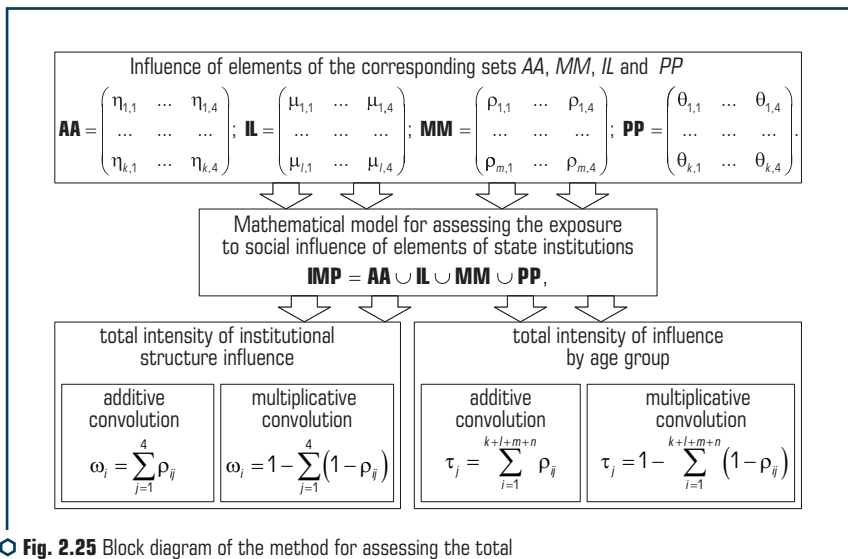 Influence of elements of the corresponding sets AA, MM, IL and PP
AA = (η1,1 ... η1,4; ... ... ...; ηk,1 ... ηk,4); IL = (μ1,1 ... μ1,4; ... ... ...; μl,1 ... μl,4); MM = (ρ1,1 ... ρ1,4; ... ... ...; ρm,1 ... ρm,4); PP = (θ1,1 ... θ1,4; ... ... ...; θk,1 ... θk,4).
Mathematical model for assessing the exposure
to social influence of elements of state institutions
IMP = AA ∪ IL ∪ MM ∪ PP,
total intensity of institutional
structure influence
additive
convolution
ωi = ∑j=1^4 ρij
multiplicative
convolution
ωi = 1 − ∑j=1^4 (1 − ρij)
total intensity of influence
by age group
additive
convolution
τj = ∑i=1^k+l+m+n ρij
multiplicative
convolution
τj = 1 − ∑i=1^k+l+m+n (1 − ρij)
Fig. 2.25 Block diagram of the method for assessing the total